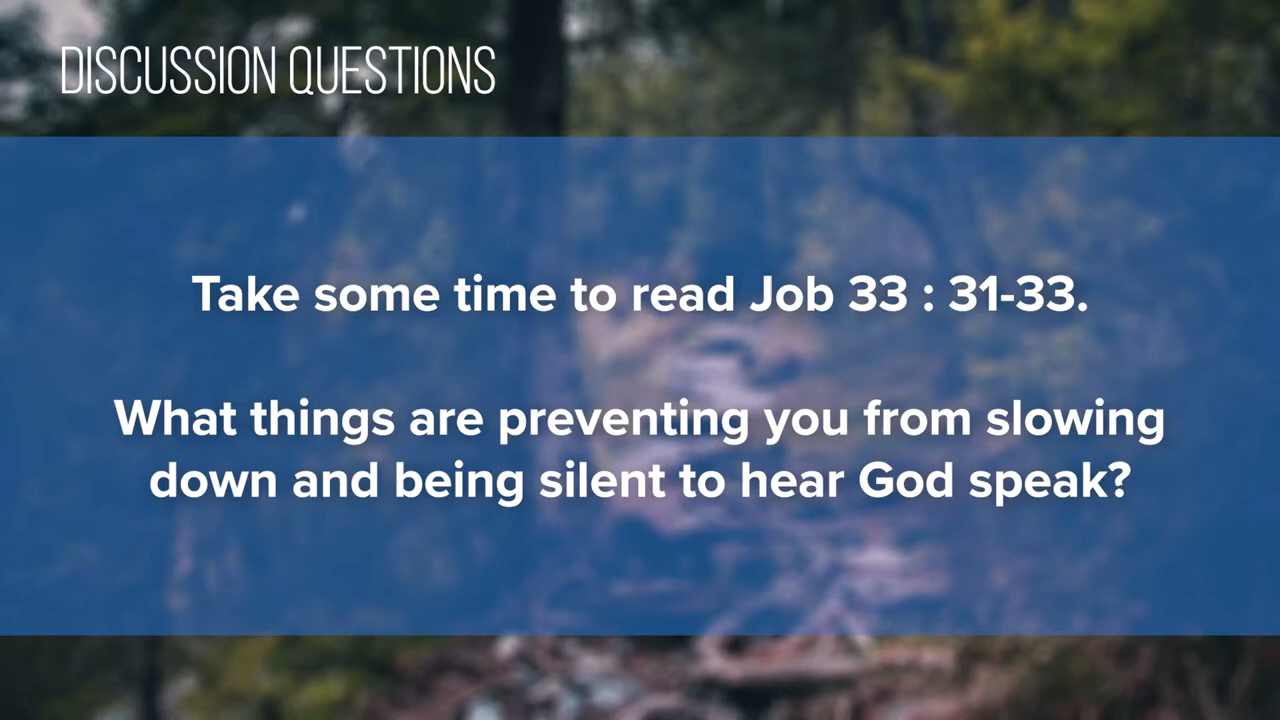 DISCUSSION QUESTIONS
Take some time to read Job 33 : 31-33.
What things are preventing you from slowing
down and being silent to hear God speak?